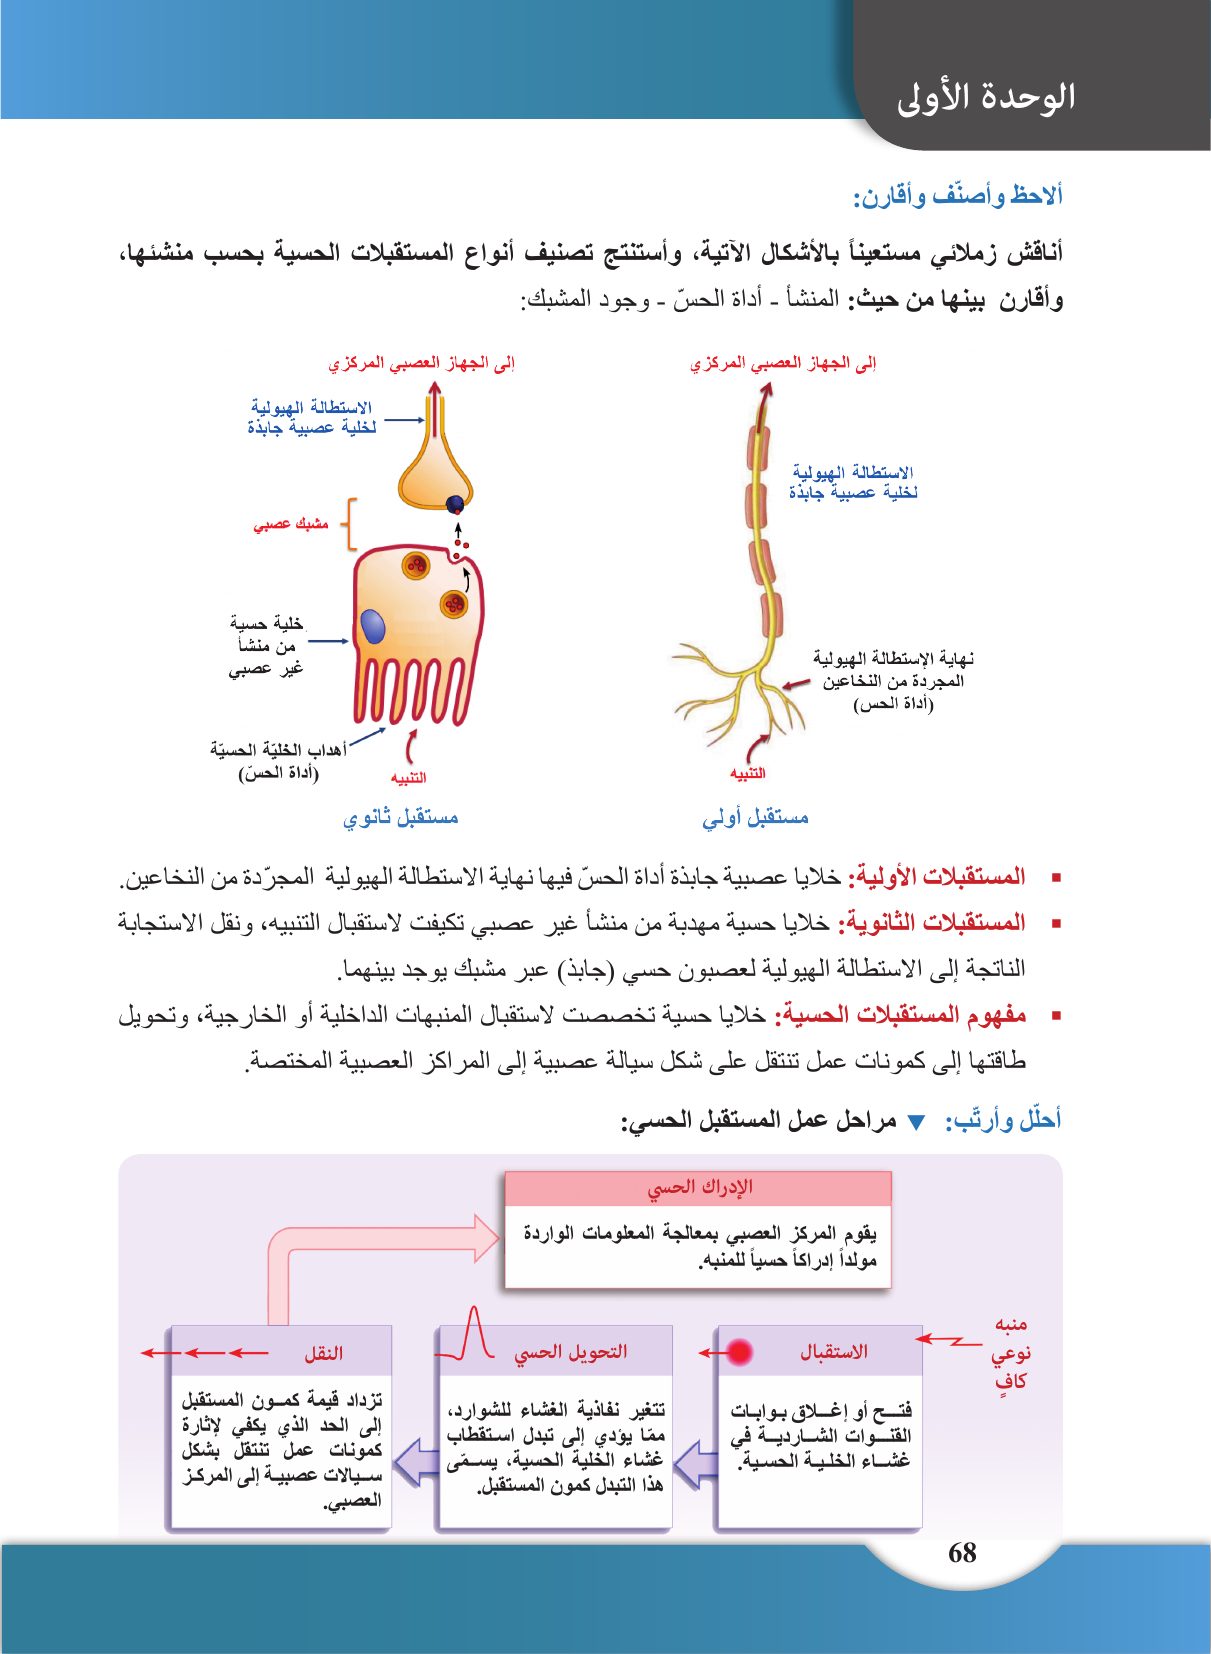 الوحدة الأولى
ألاحظ وأصنّف وأقارن:
أناقش زملائي مستعيناً بالأشكال الآتية، وأستنتج تصنيف أنواع المستقبلات الحسية بحسب منشئها،
وأقارن بينها من حيث: المنشأ - أداة الحسّ - وجود المشبك:
إلى الجهاز العصبي المركزي
الاستطالة الهيولية
لخلية عصبية جابذة
نهاية الإستطالة الهيولية
المجردة من النخاعين
(أداة الحس)
التنبيه
مستقبل أولي
إلى الجهاز العصبي المركزي
الاستطالة الهيولية
لخلية عصبية جابذة
مشبك عصبي
خلية حسية
من منشأ
غير عصبي
أهداب الخليّة الحسيّة
(أداة الحسّ)
التنبيه
مستقبل ثانوي
▪ المستقبلات الأولية: خلايا عصبية جابذة أداة الحسّ فيها نهاية الاستطالة الهيولية المجرّدة من النخاعين.
▪ المستقبلات الثانوية: خلايا حسية مهدبة من منشأ غير عصبي تكيفت لاستقبال التنبيه، ونقل الاستجابة
الناتجة إلى الاستطالة الهيولية لعصبون حسي (جابذ) عبر مشبك يوجد بينهما.
▪ مفهوم المستقبلات الحسية: خلايا حسية تخصصت لاستقبال المنبهات الداخلية أو الخارجية، وتحويل
طاقتها إلى كمونات عمل تنتقل على شكل سيالة عصبية إلى المراكز العصبية المختصة.
أحلّل وأرتّب: ▼ مراحل عمل المستقبل الحسي:
الإدراك الحسي
يقوم المركز العصبي بمعالجة المعلومات الواردة
مولداً إدراكاً حسياً للمنبه.
منبه
نوعي
كافٍ
الاستقبال
فتح أو إغلاق بوابات
القنوات الشاردية في
غشاء الخلية الحسية.
التحويل الحسي
تتغير نفاذية الغشاء للشوارد،
ممّا يؤدي إلى تبدل استقطاب
غشاء الخلية الحسية، يسمّى
هذا التبدل كمون المستقبل.
النقل
تزداد قيمة كمون المستقبل
إلى الحد الذي يكفي لإثارة
كمونات عمل تنتقل بشكل
سيالات عصبية إلى المركز
العصبي.
68